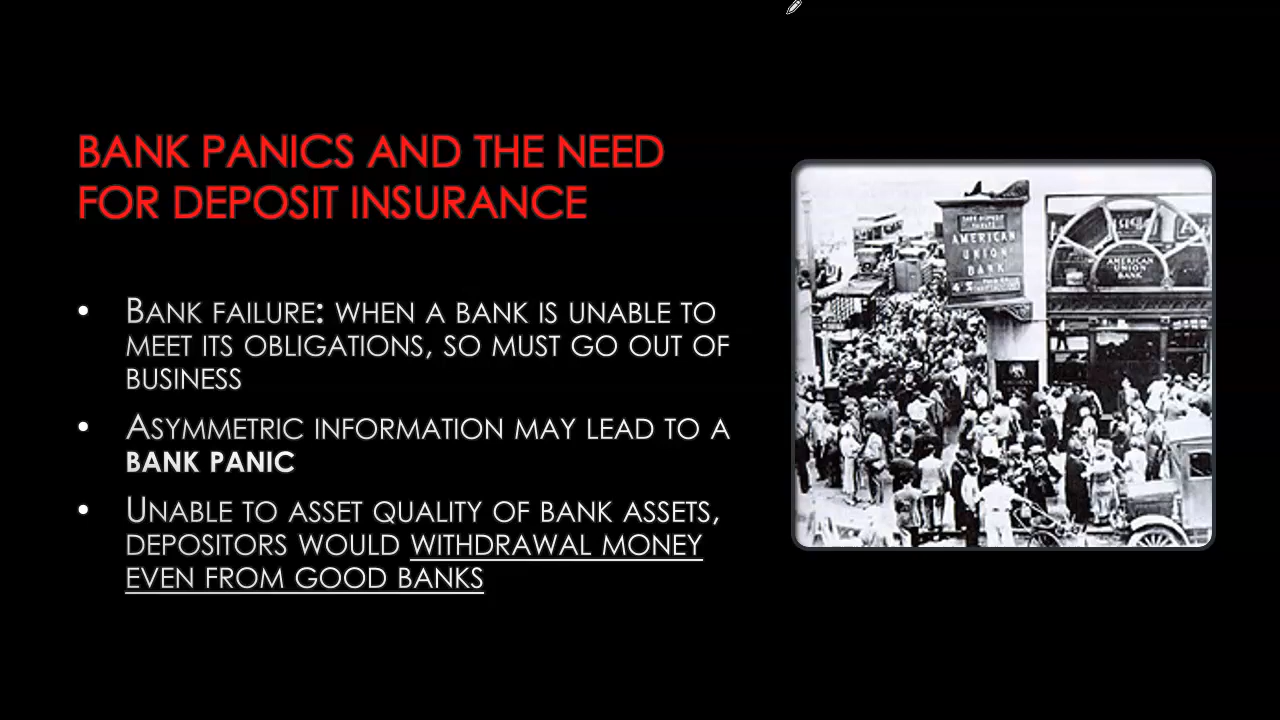 BANK PANICS AND THE NEED
FOR DEPOSIT INSURANCE
• BANK FAILURE: WHEN A BANK IS UNABLE TO
MEET ITS OBLIGATIONS, SO MUST GO OUT OF
BUSINESS
• ASYMMETRIC INFORMATION MAY LEAD TO A
BANK PANIC
• UNABLE TO ASSET QUALITY OF BANK ASSETS,
DEPOSITORS WOULD WITHDRAWAL MONEY
EVEN FROM GOOD BANKS
AMERICAN
UNION
BANK
AMERICAN
UNION
BANK